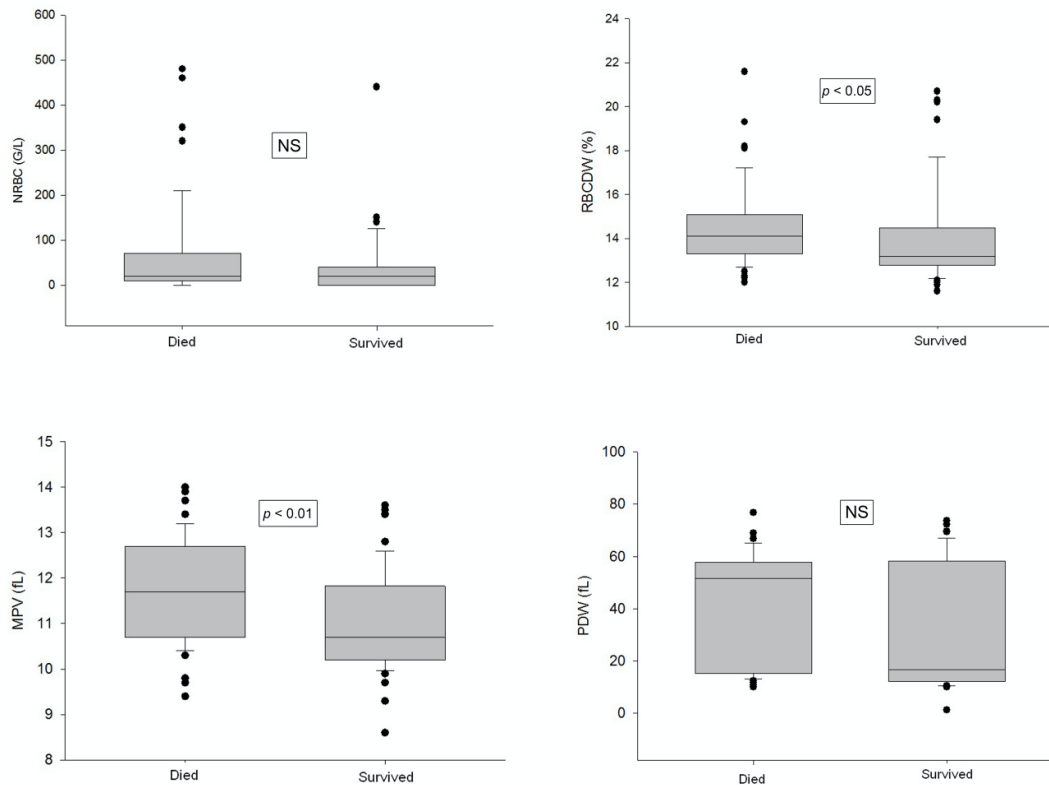 600
500
400
300
200
100
0
NRBC (G/L)
NS
Died
Survived
24
22
20
18
16
14
12
10
RBCDW (%)
p < 0.05
Died
Survived
15
14
13
12
11
10
9
8
MPV (fL)
p < 0.01
Died
Survived
100
80
60
40
20
0
PDW (fL)
NS
Died
Survived